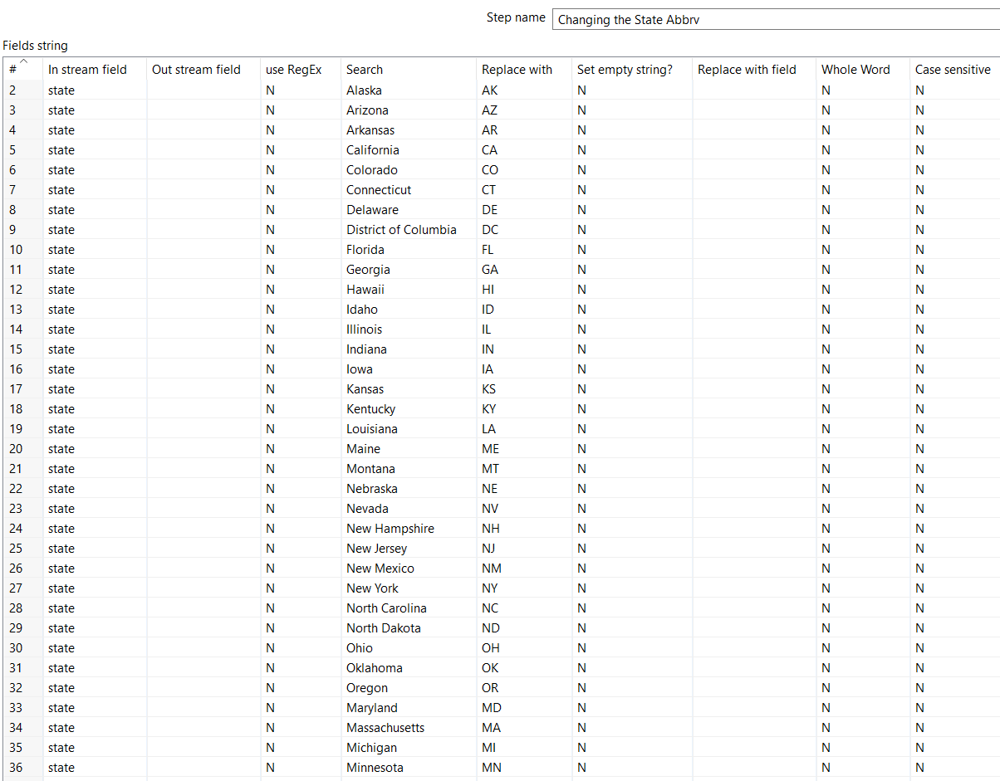 Step name Changing the State Abbrv
Fields string
# In stream field Out stream field use RegEx Search Replace with Set empty string? Replace with field Whole Word Case sensitive
2 state N Alaska AK N N N
3 state N Arizona AZ N N N
4 state N Arkansas AR N N N
5 state N California CA N N N
6 state N Colorado CO N N N
7 state N Connecticut CT N N N
8 state N Delaware DE N N N
9 state N District of Columbia DC N N N
10 state N Florida FL N N N
11 state N Georgia GA N N N
12 state N Hawaii HI N N N
13 state N Idaho ID N N N
14 state N Illinois IL N N N
15 state N Indiana IN N N N
16 state N Iowa IA N N N
17 state N Kansas KS N N N
18 state N Kentucky KY N N N
19 state N Louisiana LA N N N
20 state N Maine ME N N N
21 state N Montana MT N N N
22 state N Nebraska NE N N N
23 state N Nevada NV N N N
24 state N New Hampshire NH N N N
25 state N New Jersey NJ N N N
26 state N New Mexico NM N N N
27 state N New York NY N N N
28 state N North Carolina NC N N N
29 state N North Dakota ND N N N
30 state N Ohio OH N N N
31 state N Oklahoma OK N N N
32 state N Oregon OR N N N
33 state N Maryland MD N N N
34 state N Massachusetts MA N N N
35 state N Michigan MI N N N
36 state N Minnesota MN N N N